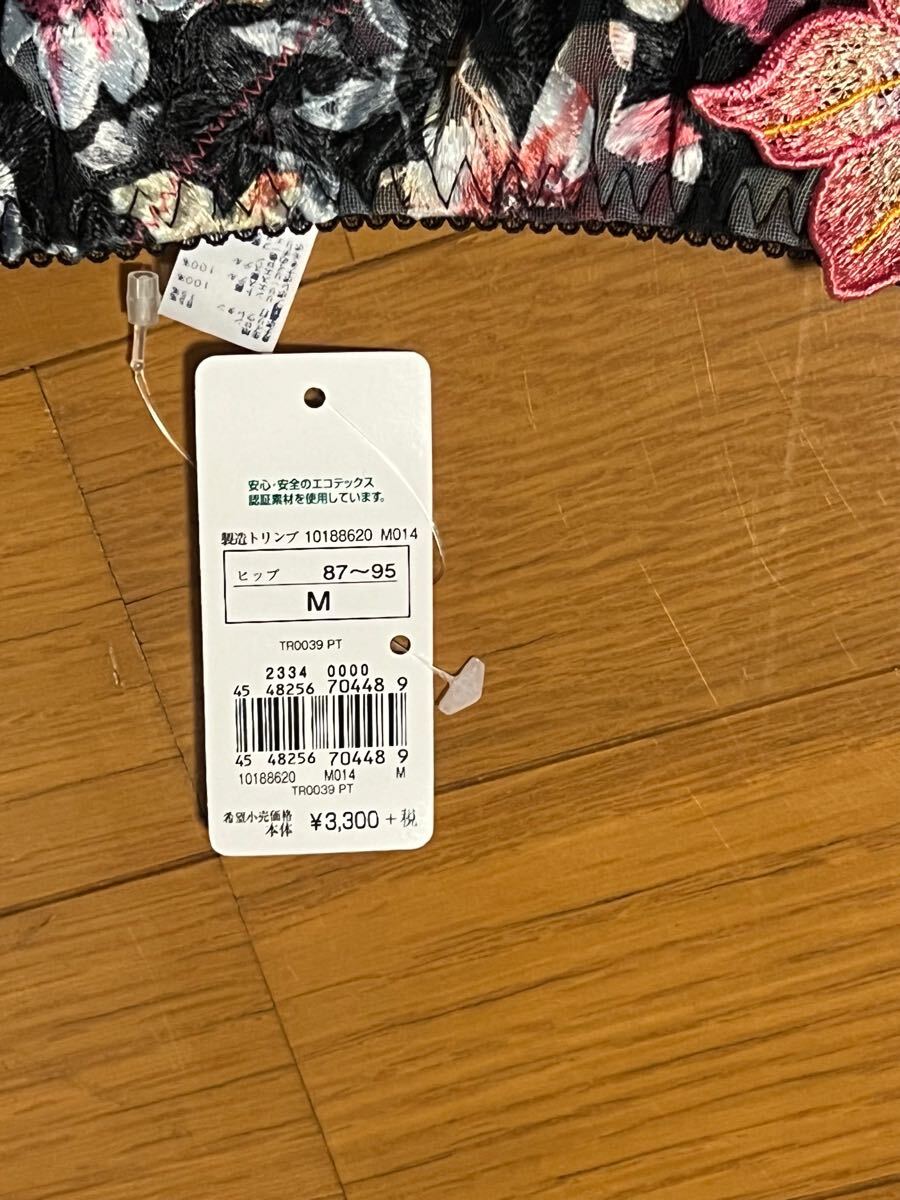 100%
100%
安心・安全のエコテックス
認証素材を使用しています。
製造トリンプ 10188620 M014
ヒップ 87〜95
M
TR0039 PT
2334 0000
45 48256 70448 9
45 48256 70448 9
10188620 M014 M
TR0039 PT
希望小売価格
本体 ¥3,300 +税